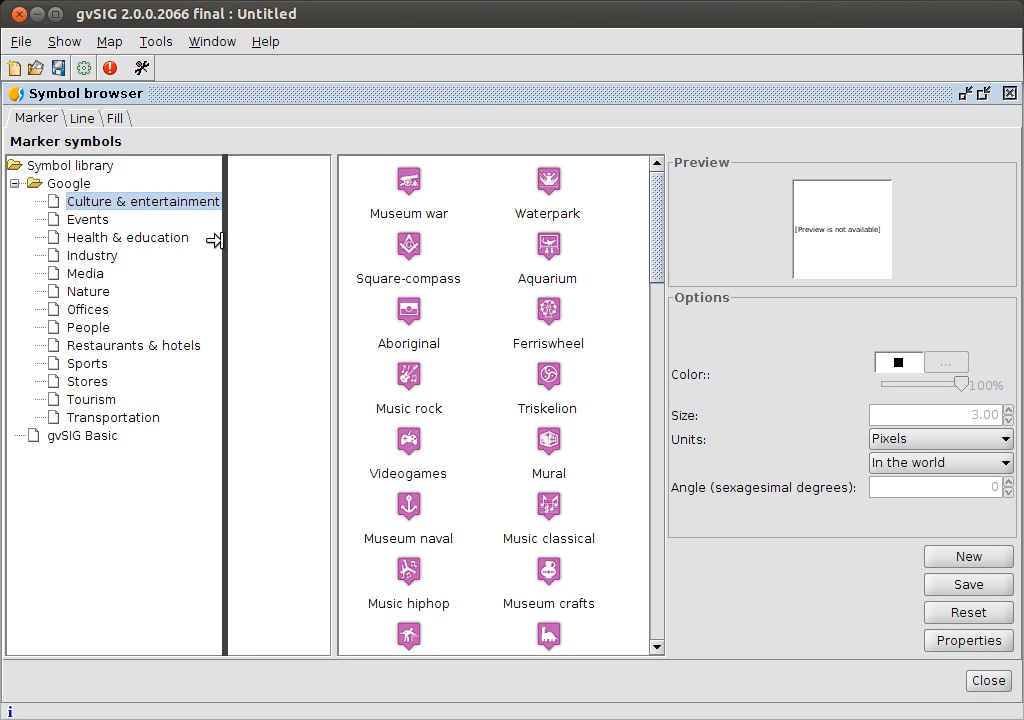 gvSIG 2.0.0.2066 final : Untitled
File Show Map Tools Window Help
Symbol browser
Marker Line Fill
Marker symbols
Symbol library
Google
Culture & entertainment
Events
Health & education
Industry
Media
Nature
Offices
People
Restaurants & hotels
Sports
Stores
Tourism
Transportation
gvSIG Basic
Museum war Waterpark
Square-compass Aquarium
Aboriginal Ferriswheel
Music rock Triskelion
Videogames Mural
Museum naval Music classical
Music hiphop Museum crafts
Preview
[Preview is not available]
Options
Color:: ...
100%
Size: 3.00
Units: Pixels
In the world
Angle (sexagesimal degrees): 0
New
Save
Reset
Properties
Close